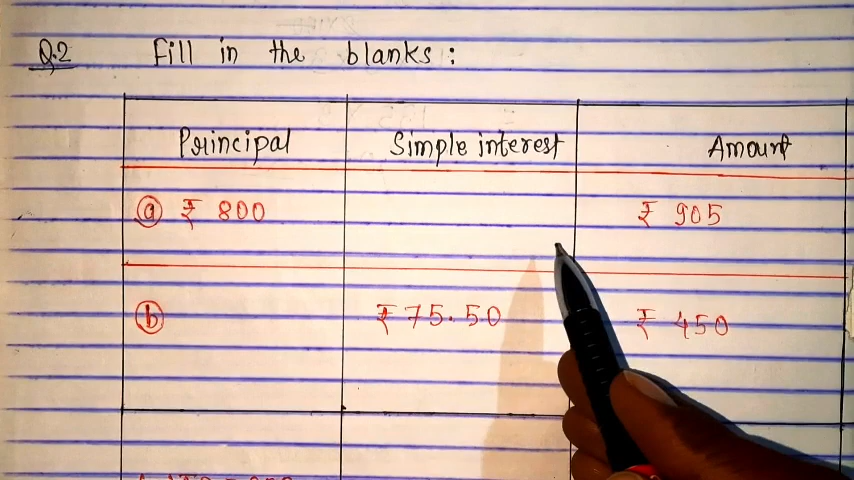 Q.2 Fill in the blanks :
Principal Simple interest Amount
ⓐ ₹ 800 ₹ 905
ⓑ ₹ 75.50 ₹ 450